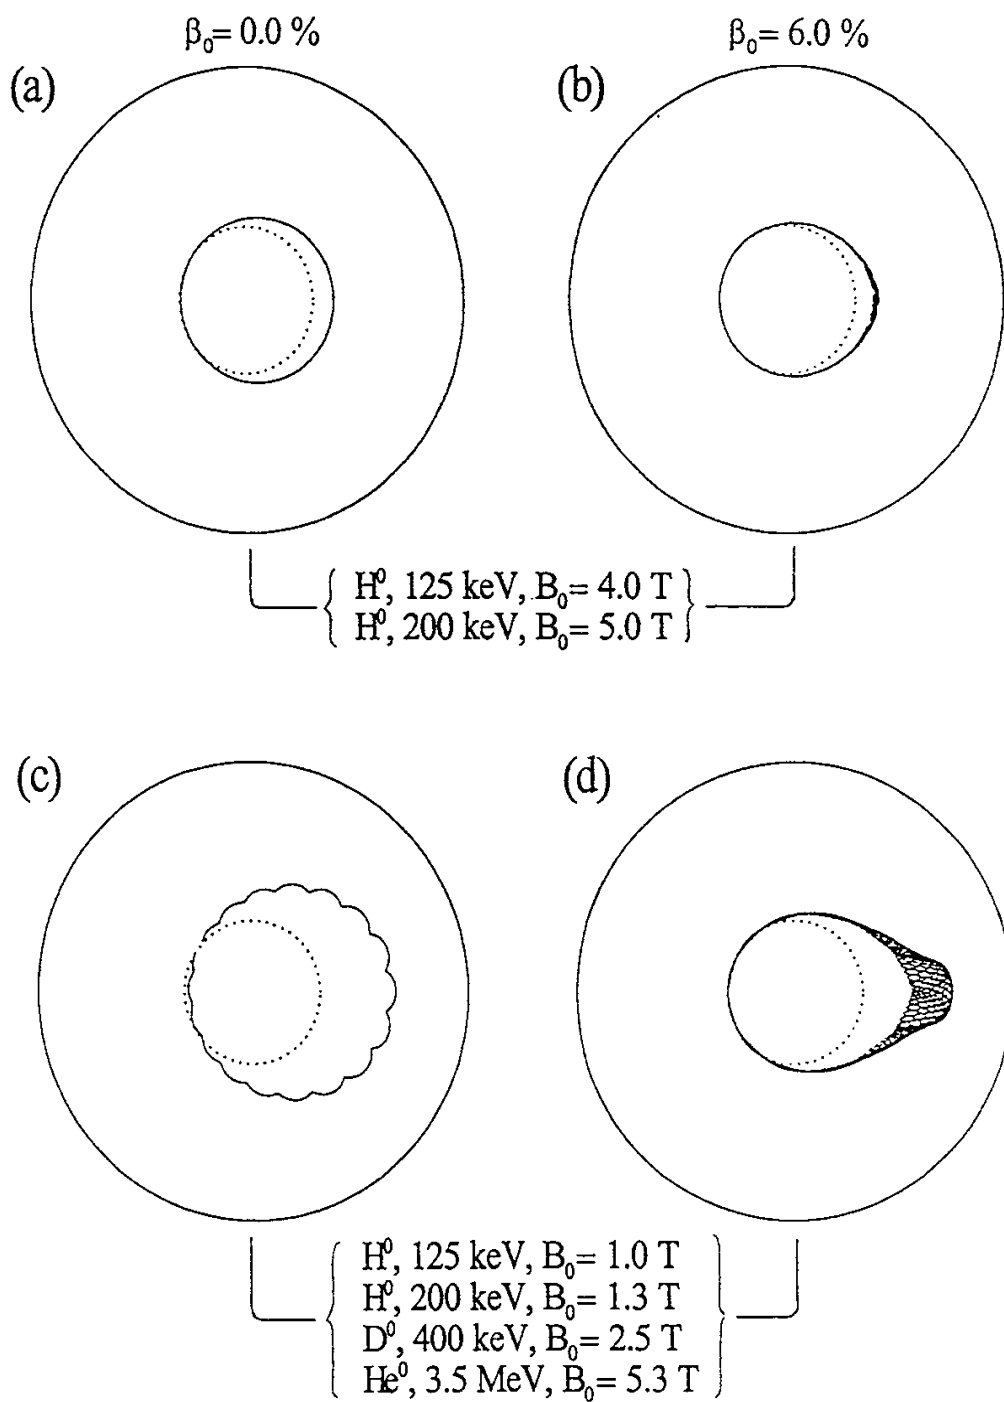 β₀= 0.0 %
β₀= 6.0 %
(a)
(b)
H⁰, 125 keV, B₀= 4.0 T
H⁰, 200 keV, B₀= 5.0 T
(c)
(d)
H⁰, 125 keV, B₀= 1.0 T
H⁰, 200 keV, B₀= 1.3 T
D⁰, 400 keV, B₀= 2.5 T
He⁰, 3.5 MeV, B₀= 5.3 T